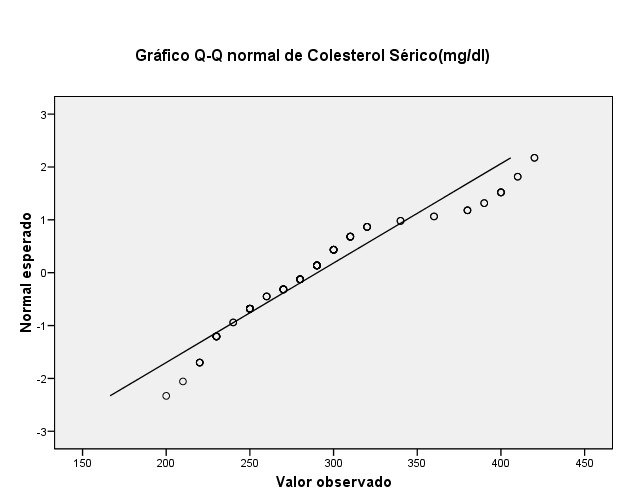 Gráfico Q-Q normal de Colesterol Sérico(mg/dl)
Normal esperado
3
2
1
0
-1
-2
-3
150 200 250 300 350 400 450
Valor observado